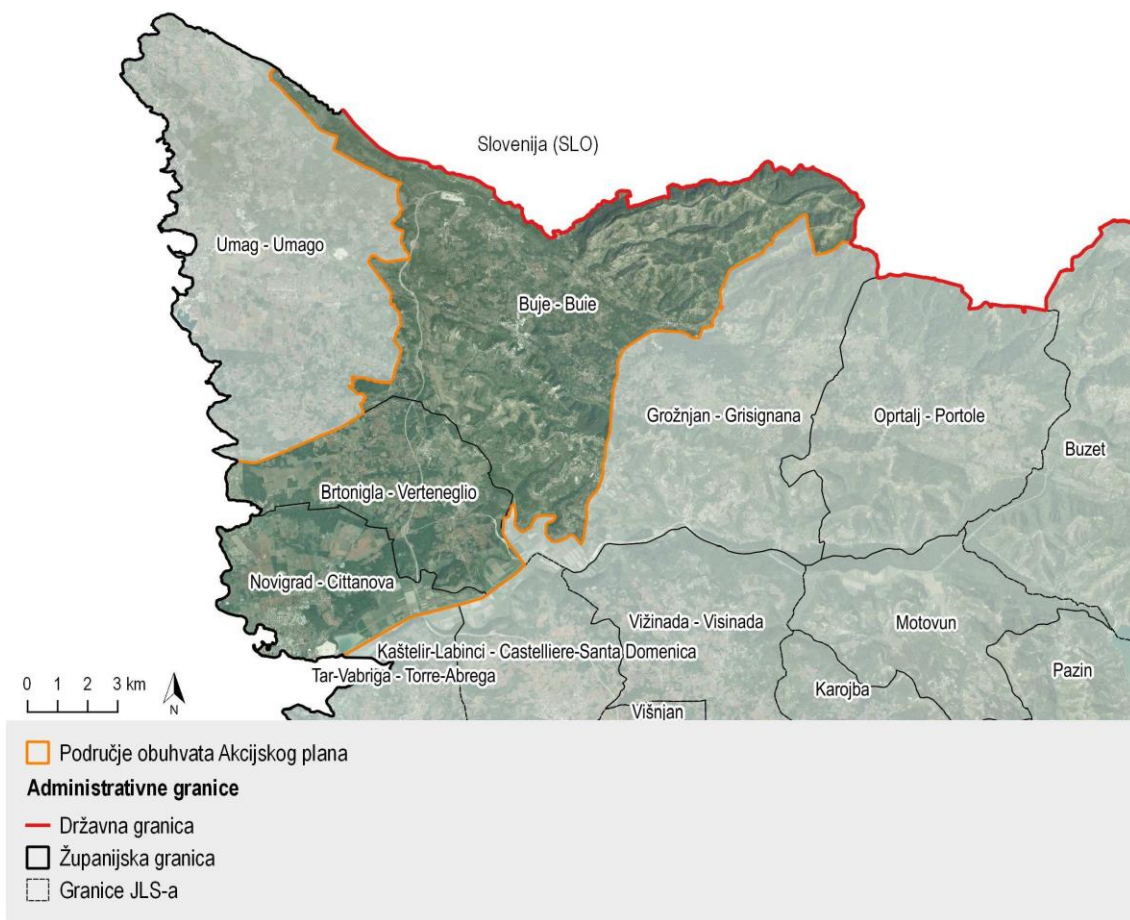 Slovenija (SLO)
Umag - Umago
Buje - Buie
Grožnjan - Grisignana
Oprtalj - Portole
Buzet
Brtonigla - Verteneglio
Novigrad - Cittanova
Vižinada - Visinada
Motovun
Kaštelir-Labinci - Castelliere-Santa Domenica
Pazin
Tar-Vabriga - Torre-Abrega
Karojba
Višnjan
0 1 2 3 km
N
Područje obuhvata Akcijskog plana
Administrativne granice
Državna granica
Županijska granica
Granice JLS-a